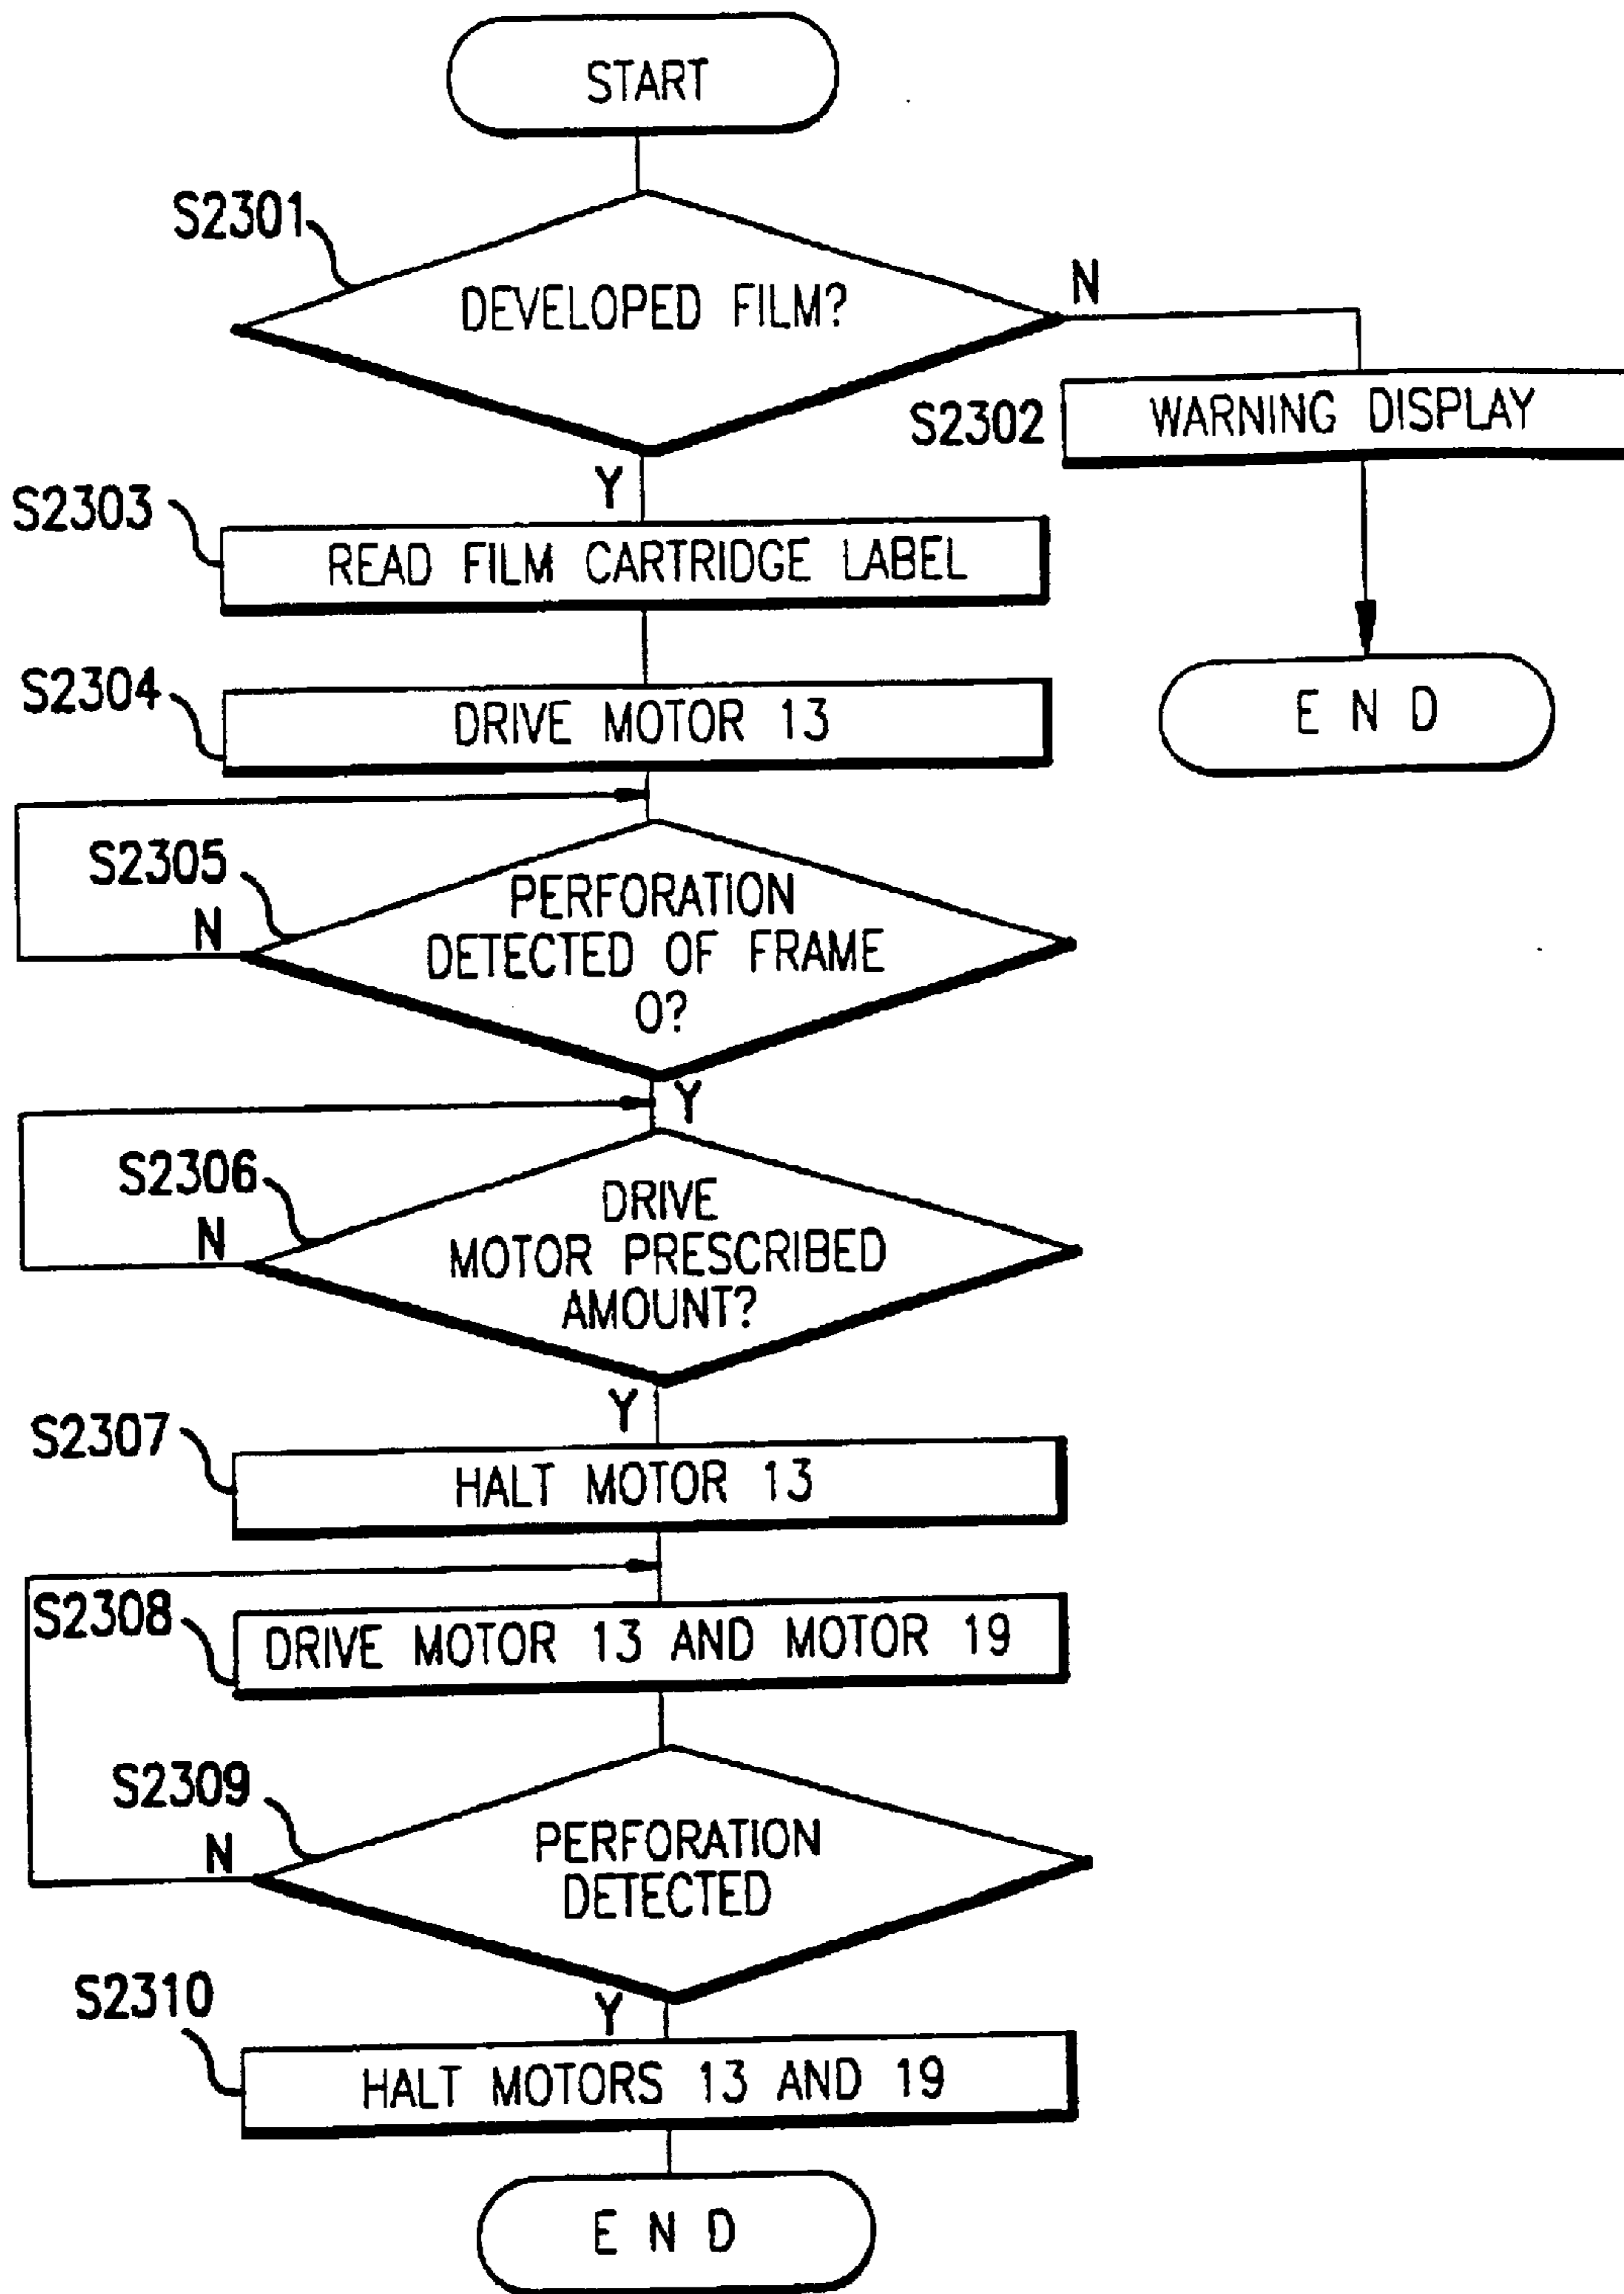 START
S2301
DEVELOPED FILM?
N
S2302
WARNING DISPLAY
E N D
Y
S2303
READ FILM CARTRIDGE LABEL
S2304
DRIVE MOTOR 13
S2305
PERFORATION
DETECTED OF FRAME
0?
N
Y
S2306
DRIVE
MOTOR PRESCRIBED
AMOUNT?
N
Y
S2307
HALT MOTOR 13
S2308
DRIVE MOTOR 13 AND MOTOR 19
S2309
PERFORATION
DETECTED
N
Y
S2310
HALT MOTORS 13 AND 19
E N D